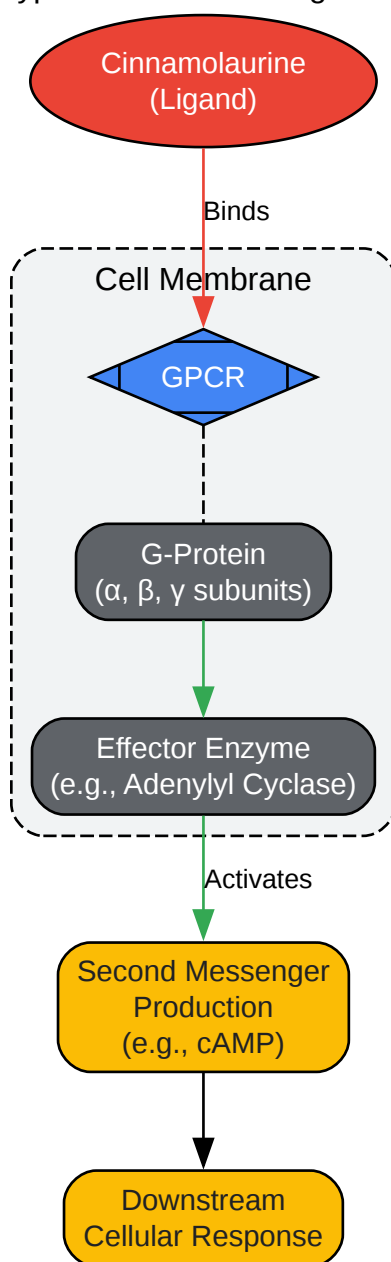 Cinnamolaurine
(Ligand)
Binds
Cell Membrane
GPCR
G-Protein
(α, β, γ subunits)
Effector Enzyme
(e.g., Adenylyl Cyclase)
Activates
Second Messenger
Production
(e.g., cAMP)
Downstream
Cellular Response